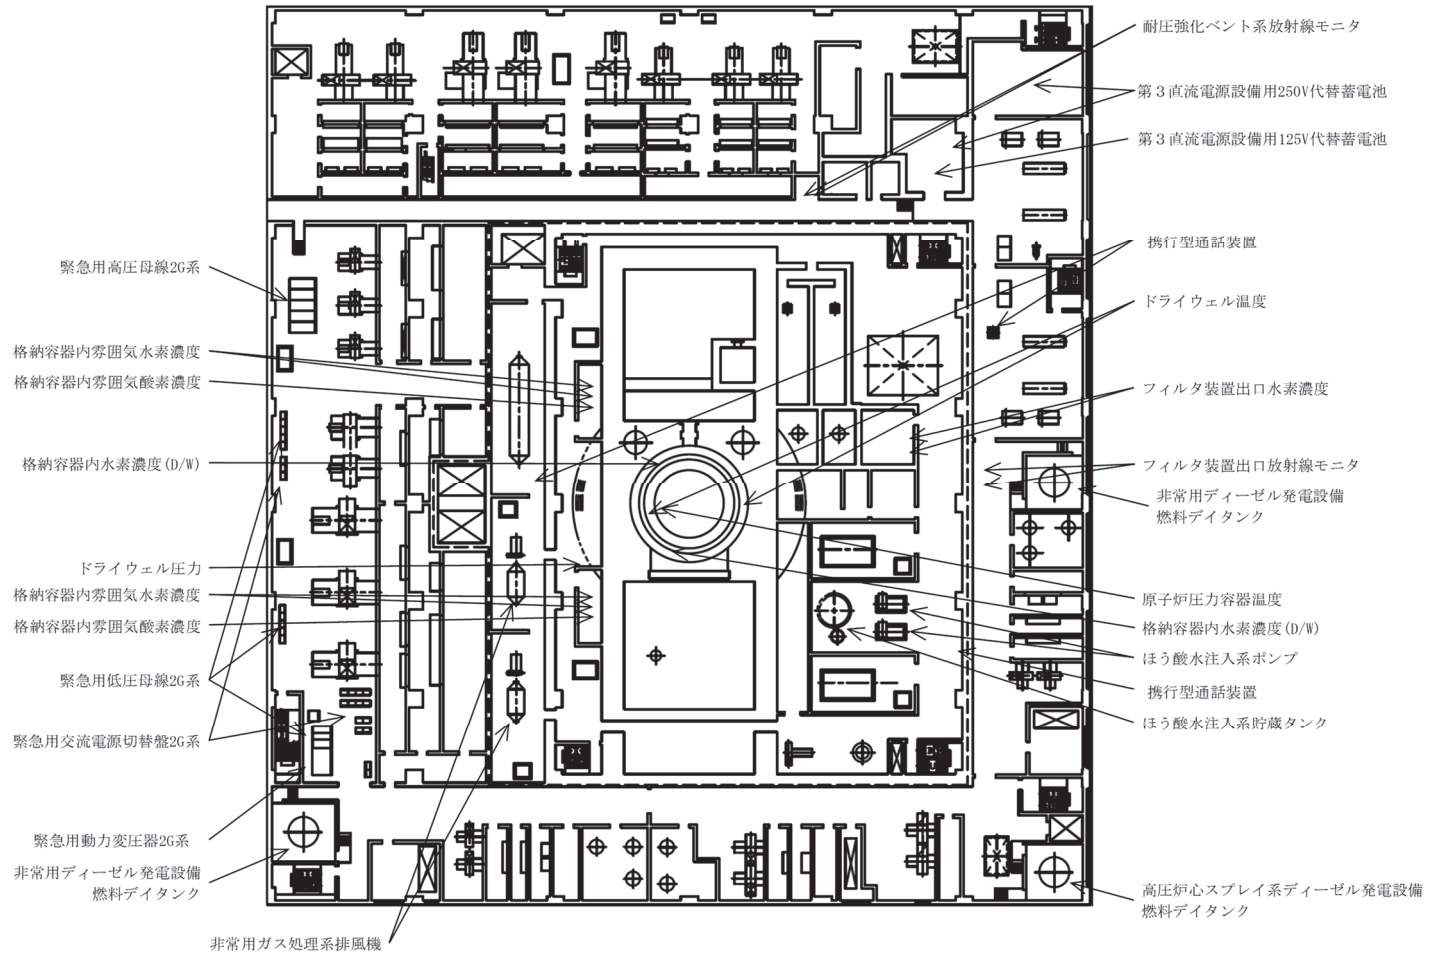 耐圧強化ベント系放射線モニタ
第３直流電源設備用250V代替蓄電池
第３直流電源設備用125V代替蓄電池
携行型通話装置
緊急用高圧母線2G系
ドライウェル温度
格納容器内雰囲気水素濃度
格納容器内雰囲気酸素濃度
フィルタ装置出口水素濃度
格納容器内水素濃度(D/W)
フィルタ装置出口放射線モニタ
非常用ディーゼル発電設備
燃料デイタンク
ドライウェル圧力
格納容器内雰囲気水素濃度
原子炉圧力容器温度
格納容器内雰囲気酸素濃度
格納容器内水素濃度(D/W)
ほう酸水注入系ポンプ
緊急用低圧母線2G系
携行型通話装置
ほう酸水注入系貯蔵タンク
緊急用交流電源切替盤2G系
緊急用動力変圧器2G系
非常用ディーゼル発電設備
燃料デイタンク
高圧炉心スプレイ系ディーゼル発電設備
燃料デイタンク
非常用ガス処理系排風機